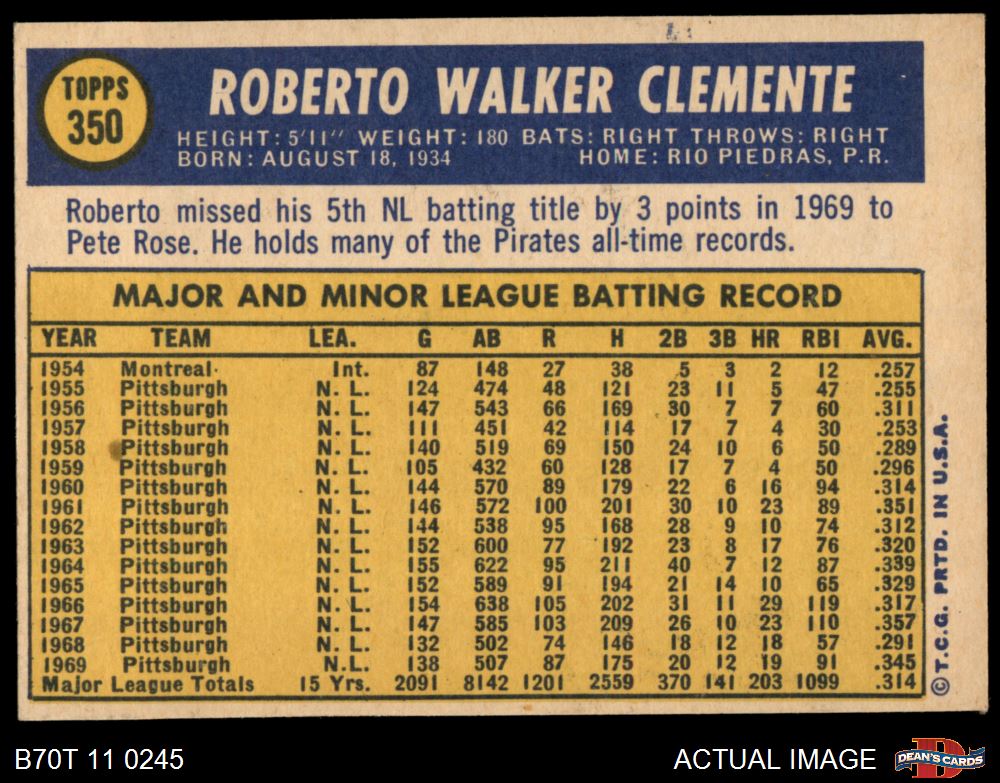 TOPPS
350
ROBERTO WALKER CLEMENTE
HEIGHT: 5'11" WEIGHT: 180 BATS: RIGHT THROWS: RIGHT
BORN: AUGUST 18, 1934 HOME: RIO PIEDRAS, P.R.
Roberto missed his 5th NL batting title by 3 points in 1969 to
Pete Rose. He holds many of the Pirates all-time records.
MAJOR AND MINOR LEAGUE BATTING RECORD
YEAR TEAM LEA. G AB R H 2B 3B HR RBI AVG.
1954 Montreal Int. 87 148 27 38 5 3 2 12 .257
1955 Pittsburgh N. L. 124 474 48 121 23 11 5 47 .255
1956 Pittsburgh N. L. 147 543 66 169 30 7 7 60 .311
1957 Pittsburgh N. L. 111 451 42 114 17 7 4 30 .253
1958 Pittsburgh N. L. 140 519 69 150 24 10 6 50 .289
1959 Pittsburgh N. L. 105 432 60 128 17 7 4 50 .296
1960 Pittsburgh N. L. 144 570 89 179 22 6 16 94 .314
1961 Pittsburgh N. L. 146 572 100 201 30 10 23 89 .351
1962 Pittsburgh N. L. 144 538 95 168 28 9 10 74 .312
1963 Pittsburgh N. L. 152 600 77 192 23 8 17 76 .320
1964 Pittsburgh N. L. 155 622 95 211 40 7 12 87 .339
1965 Pittsburgh N. L. 152 589 91 194 21 14 10 65 .329
1966 Pittsburgh N. L. 154 638 105 202 31 11 29 119 .317
1967 Pittsburgh N. L. 147 585 103 209 26 10 23 110 .357
1968 Pittsburgh N. L. 132 502 74 146 18 12 18 57 .291
1969 Pittsburgh N.L. 138 507 87 175 20 12 19 91 .345
Major League Totals 15 Yrs. 2091 8142 1201 2559 370 141 203 1099 .314
© T.C.G. PRTD. IN U.S.A.
B70T 11 0245
ACTUAL IMAGE
D
DEAN'S CARDS